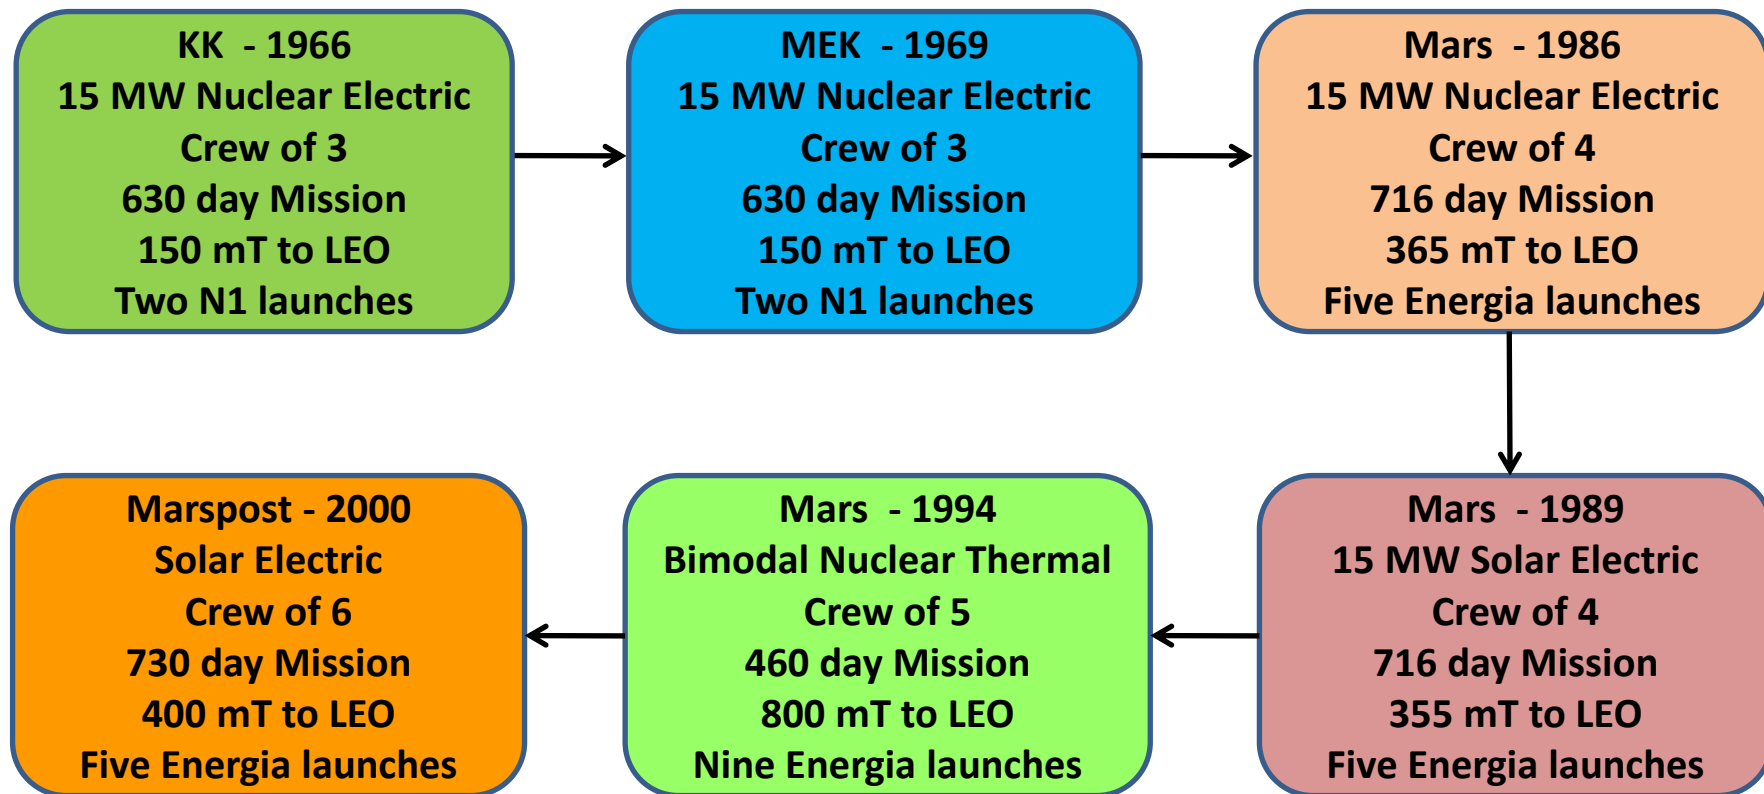 KK - 1966
15 MW Nuclear Electric
Crew of 3
630 day Mission
150 mT to LEO
Two N1 launches
MEK - 1969
15 MW Nuclear Electric
Crew of 3
630 day Mission
150 mT to LEO
Two N1 launches
Mars - 1986
15 MW Nuclear Electric
Crew of 4
716 day Mission
365 mT to LEO
Five Energia launches
Mars - 1989
15 MW Solar Electric
Crew of 4
716 day Mission
355 mT to LEO
Five Energia launches
Mars - 1994
Bimodal Nuclear Thermal
Crew of 5
460 day Mission
800 mT to LEO
Nine Energia launches
Marspost - 2000
Solar Electric
Crew of 6
730 day Mission
400 mT to LEO
Five Energia launches